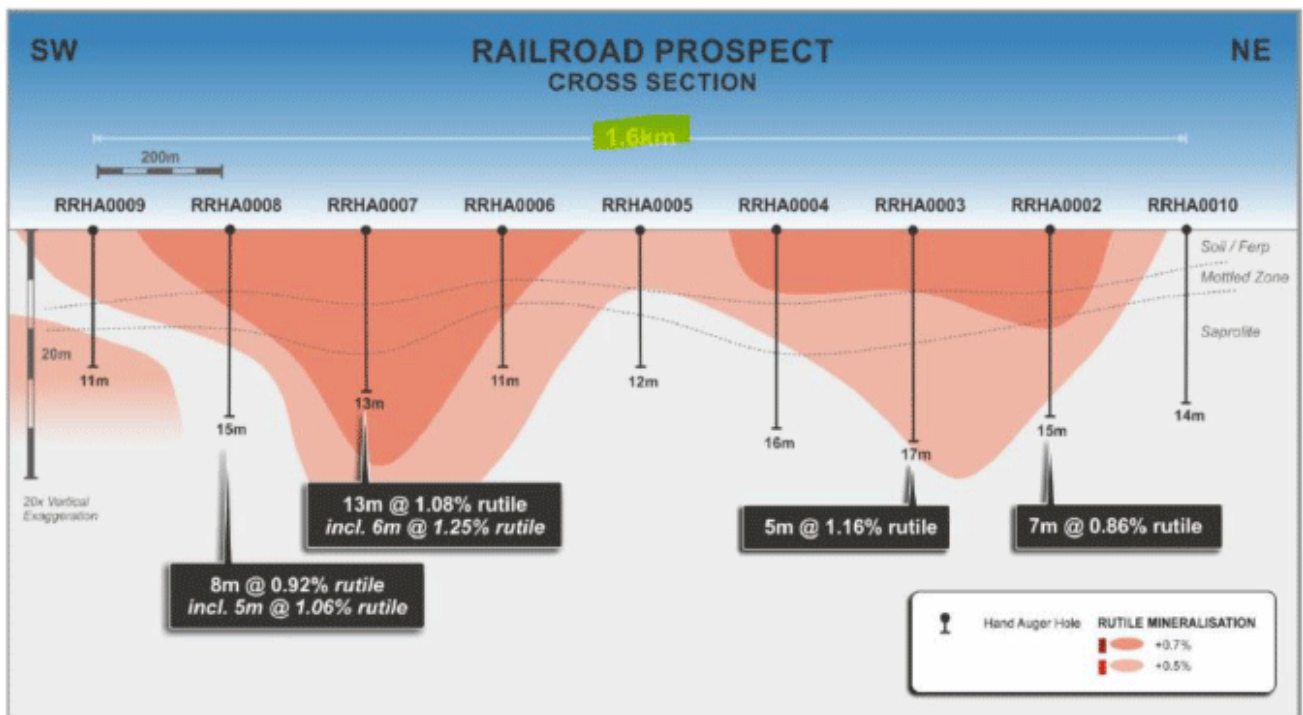 SW
RAILROAD PROSPECT
NE
CROSS SECTION
1.6km
200m
RRHA0009 RRHA0008 RRHA0007 RRHA0006 RRHA0005 RRHA0004 RRHA0003 RRHA0002 RRHA0010
Soil / Ferp
Mottled Zone
Saprolite
20m
11m
15m
13m
11m
12m
16m
17m
15m
14m
20x Vertical
Exaggeration
13m @ 1.08% rutile
incl. 6m @ 1.25% rutile
5m @ 1.16% rutile
7m @ 0.86% rutile
8m @ 0.92% rutile
incl. 5m @ 1.06% rutile
Hand Auger Hole
RUTILE MINERALISATION
+0.7%
+0.5%